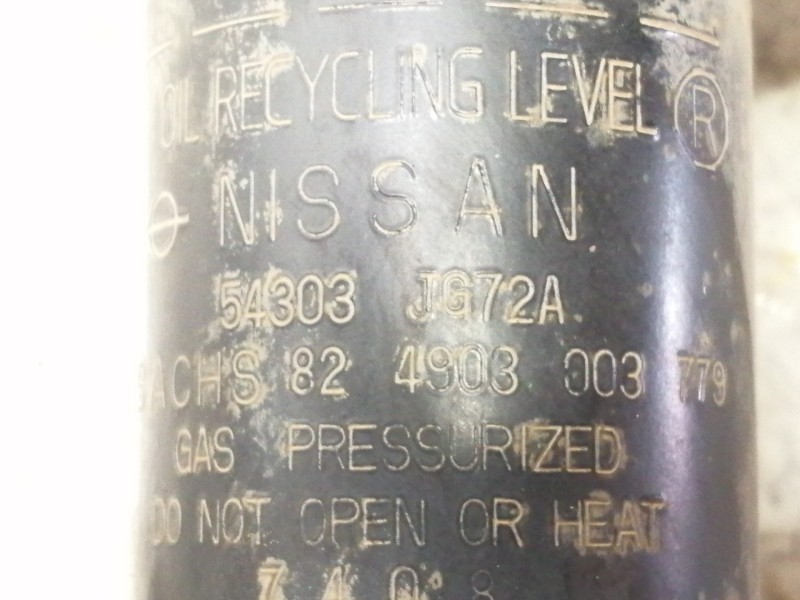 OIL RECYCLING LEVEL ®
NISSAN
54303 JG72A
SACHS 82 4903 003 779
GAS PRESSURIZED
DO NOT OPEN OR HEAT